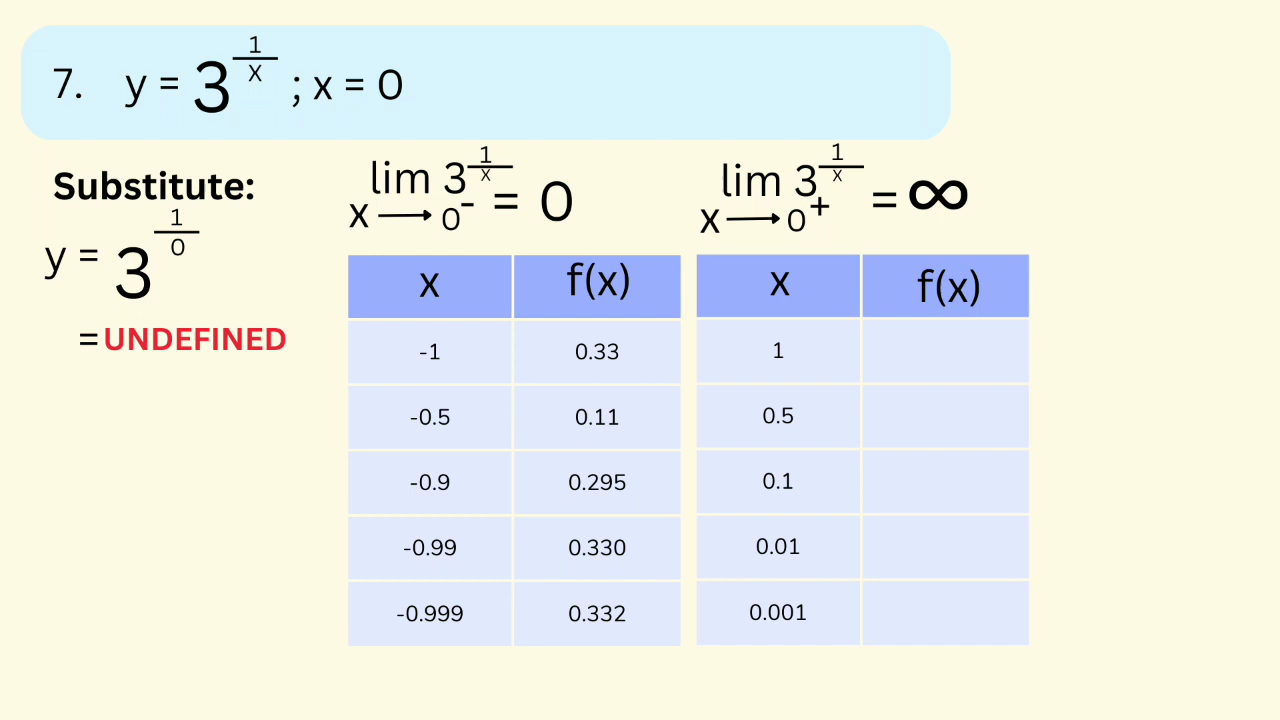 7. y = 3^(1/x) ; x = 0
Substitute:
y = 3^(1/0)
= UNDEFINED
lim 3^(1/x) = 0
x → 0⁻
x f(x)
-1 0.33
-0.5 0.11
-0.9 0.295
-0.99 0.330
-0.999 0.332
lim 3^(1/x) = ∞
x → 0⁺
x f(x)
1
0.5
0.1
0.01
0.001